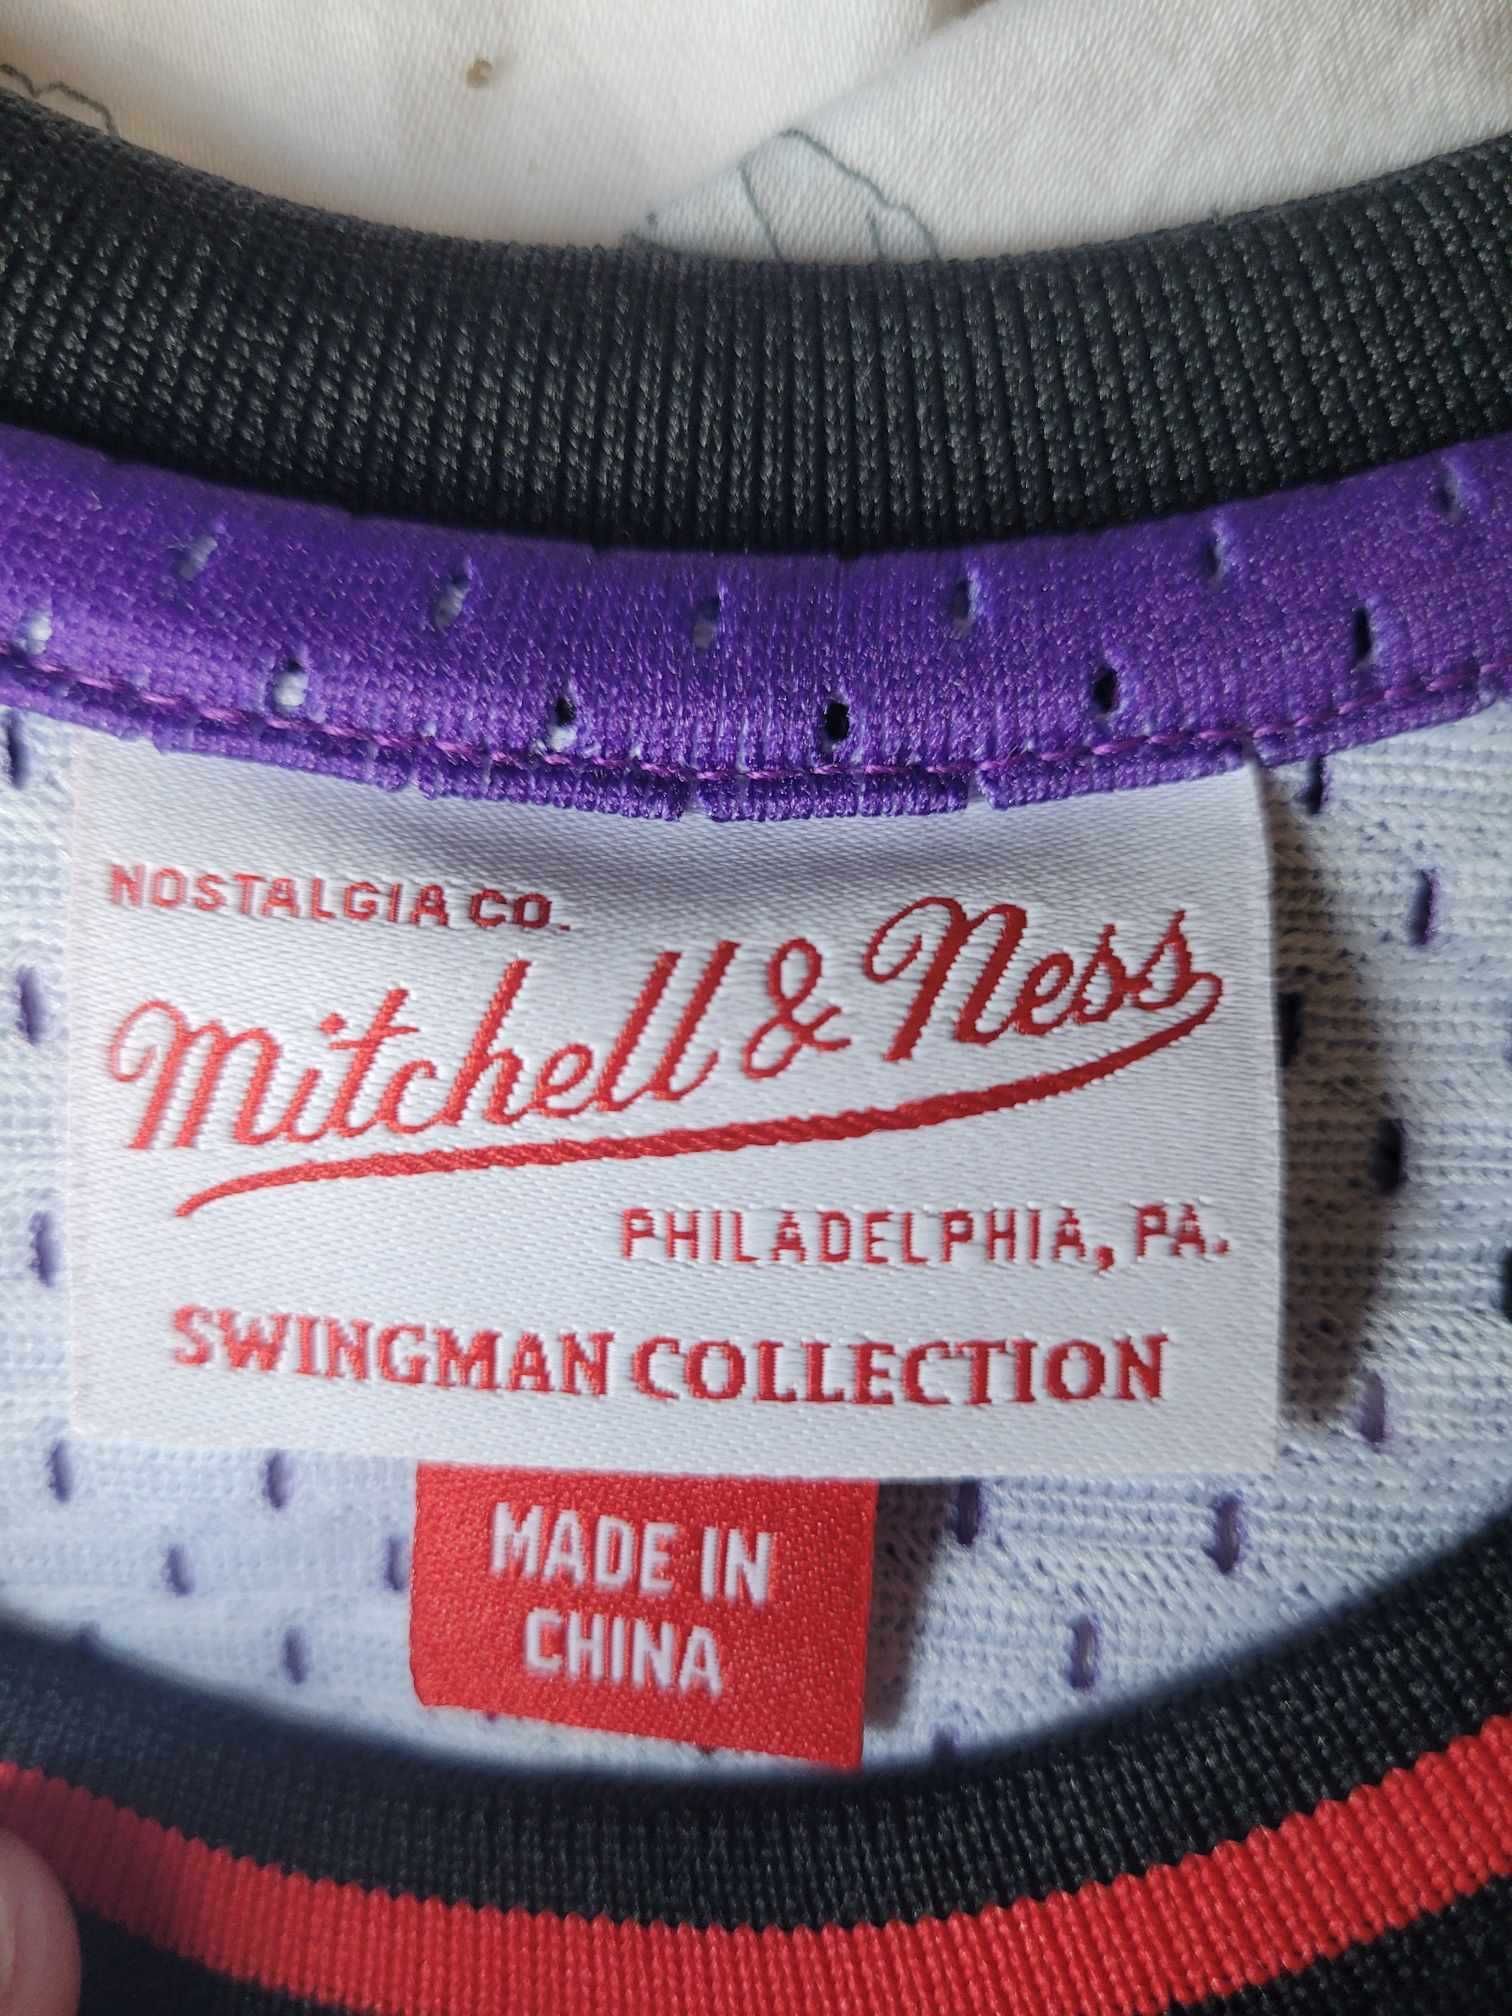 NOSTALGIA CO.
Mitchell & Ness
PHILADELPHIA, PA.
SWINGMAN COLLECTION
MADE IN
CHINA